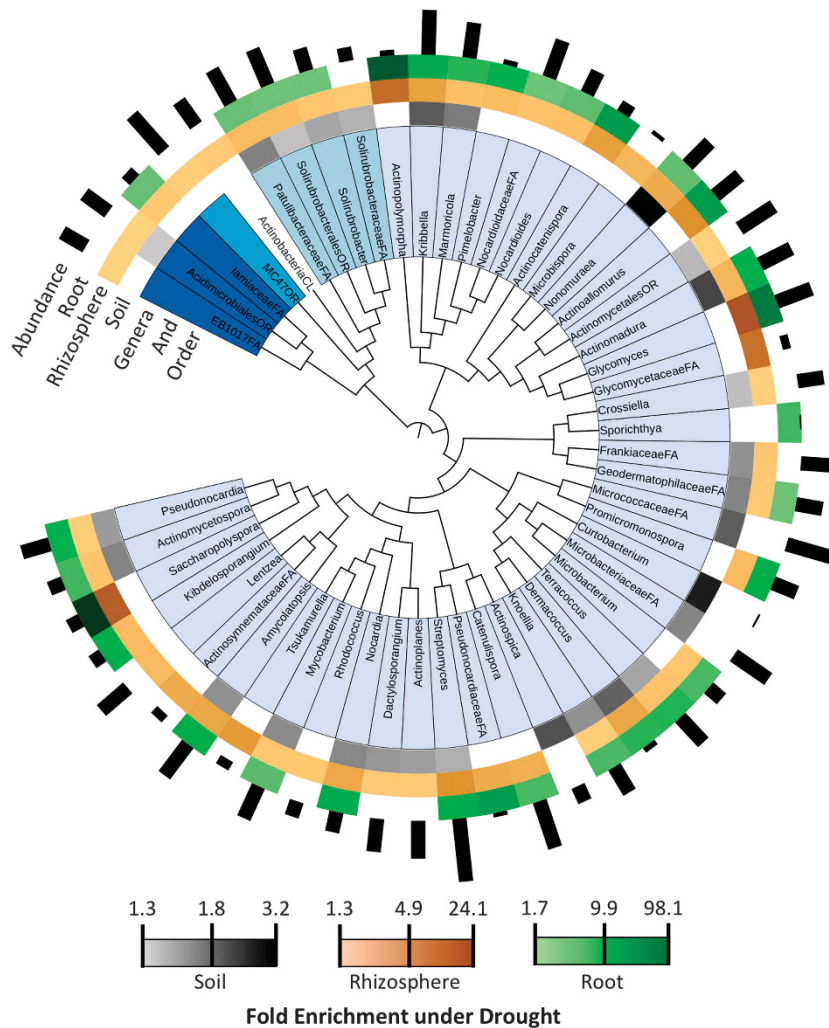 Abundance
Root
Rhizosphere
Soil
Genera
And
Order
EB1017FA
AcidimicrobialesOR
IamiaceaeFA
MC47OR
ActinobacteriaCL
PatulibacteraceaeFA
SolirubrobacteralesOR
Solirubrobacter
SolirubrobacteraceaeFA
Actinopolymorpha
Kribbella
Marmoricola
Pimelobacter
NocardioidaceaeFA
Nocardioides
Actinocatenispora
Microbispora
Nonomuraea
Actinoallomurus
ActinomycetalesOR
Actinomadura
Glycomyces
GlycomycetaceaeFA
Crossiella
Sporichthya
FrankiaceaeFA
GeodermatophilaceaeFA
MicrococcaceaeFA
Promicromonospora
Curtobacterium
MicrobacteriaceaeFA
Microbacterium
Terracoccus
Dermacoccus
Knoellia
Actinospica
Catenulispora
PseudonocardiaceaeFA
Streptomyces
Actinoplanes
Dactylosporangium
Nocardia
Rhodococcus
Mycobacterium
Tsukamurella
Amycolatopsis
ActinosynnemataceaeFA
Lentzea
Kibdelosporangium
Saccharopolyspora
Actinomycetospora
Pseudonocardia
1.3 1.8 3.2 1.3 4.9 24.1 1.7 9.9 98.1
Soil Rhizosphere Root
Fold Enrichment under Drought